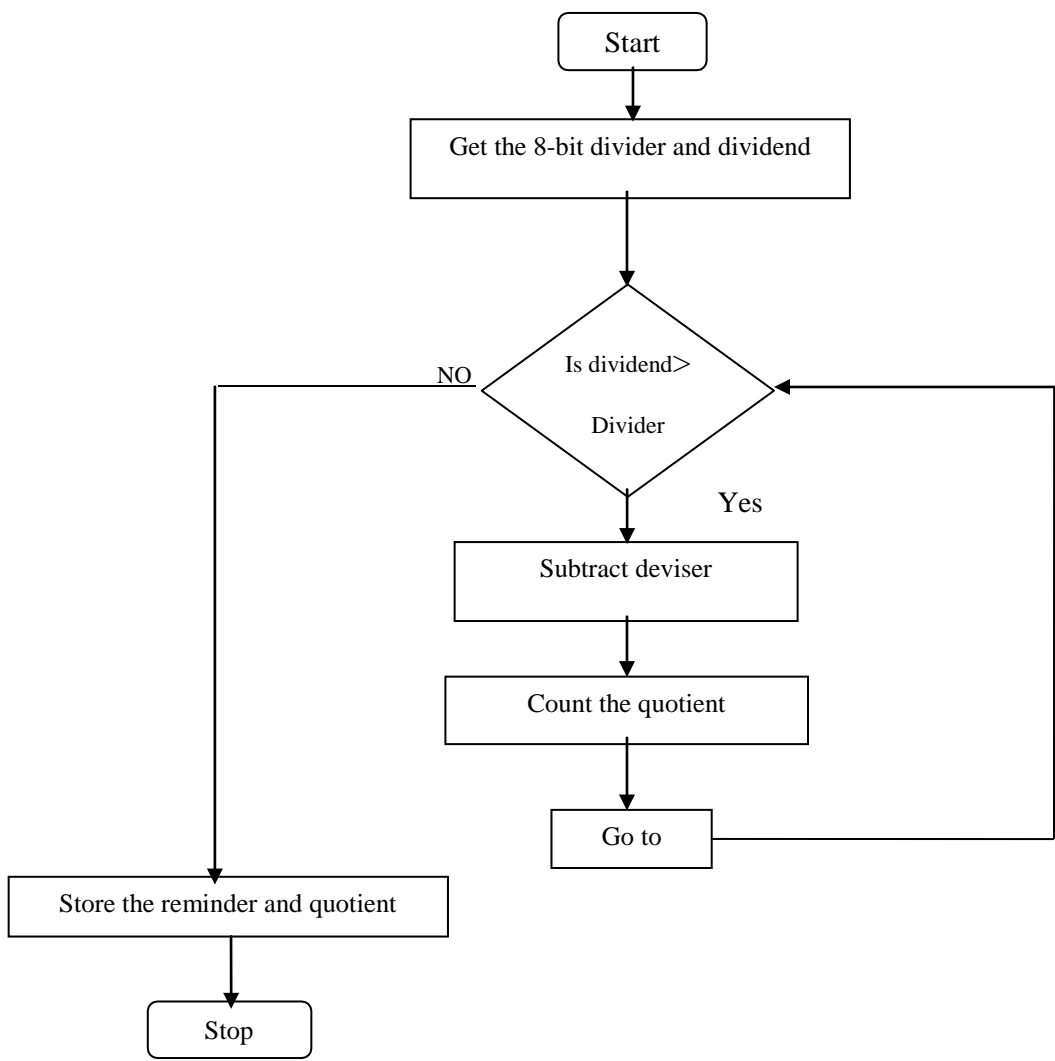 Start
Get the 8-bit divider and dividend
Is dividend>
Divider
NO
Yes
Subtract deviser
Count the quotient
Go to
Store the reminder and quotient
Stop